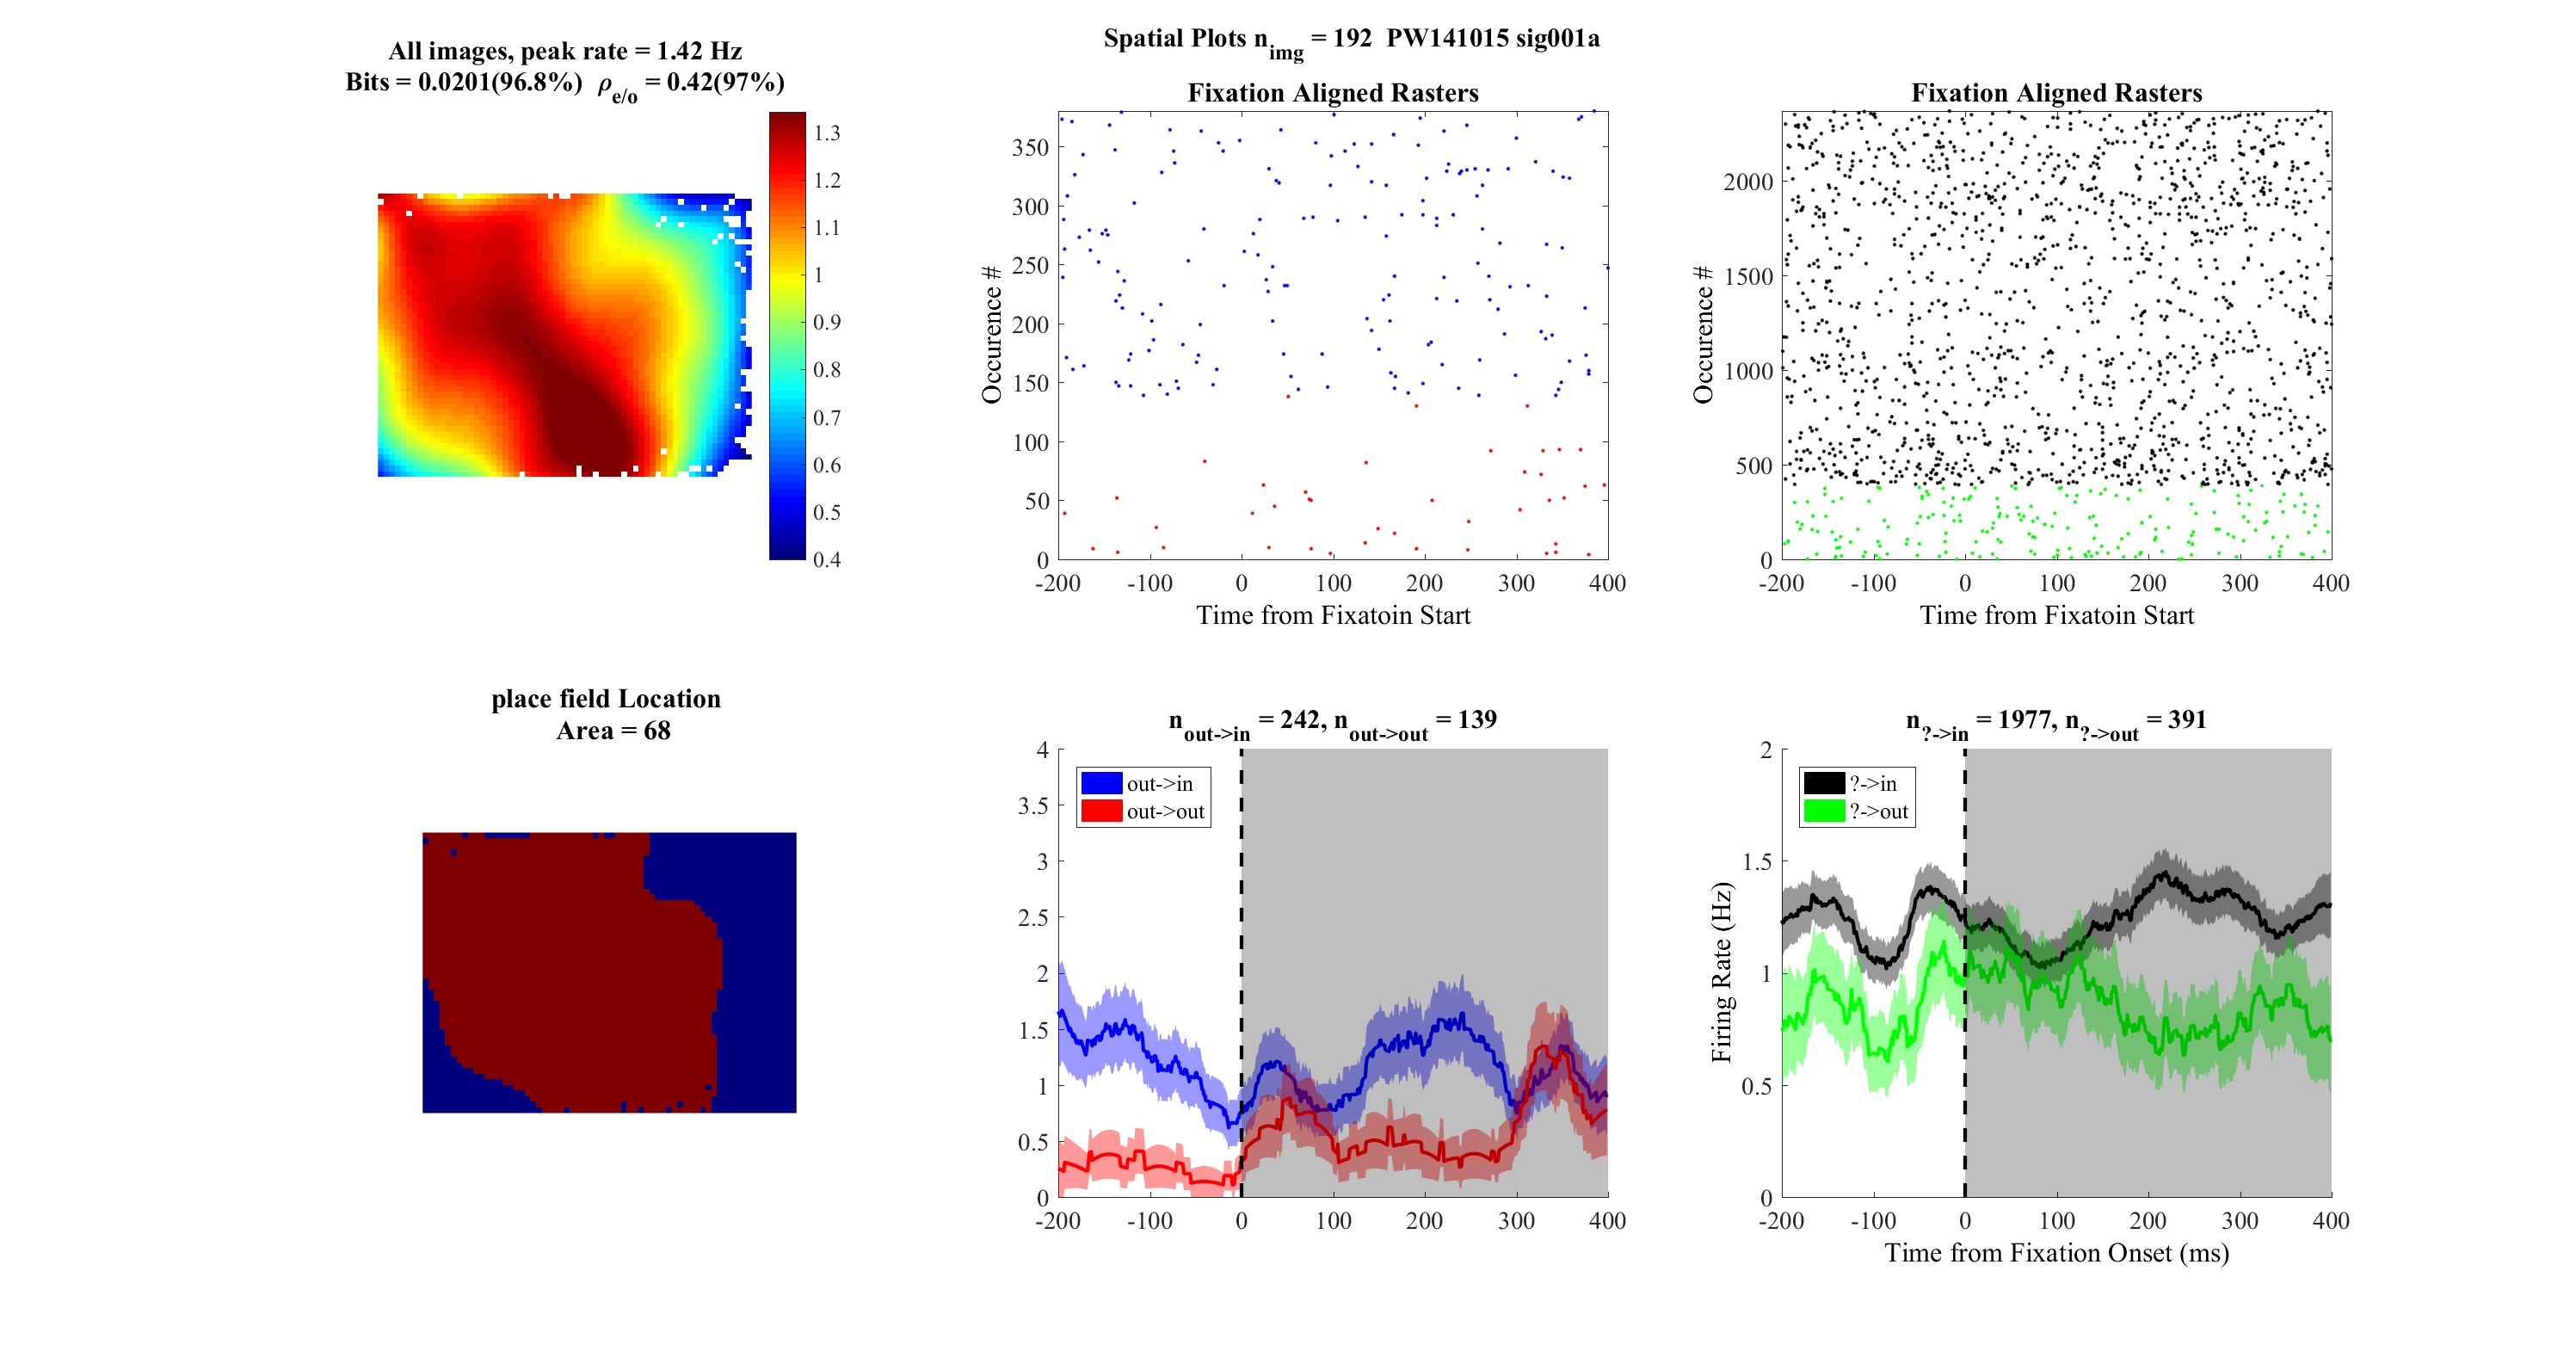 Spatial Plots n_img = 192 PW141015 sig001a
All images, peak rate = 1.42 Hz
Bits = 0.0201(96.8%) ρ_e/o = 0.42(97%)
1.3
1.2
1.1
1
0.9
0.8
0.7
0.6
0.5
0.4
Fixation Aligned Rasters
Occurence #
350
300
250
200
150
100
50
0
-200 -100 0 100 200 300 400
Time from Fixatoin Start
Fixation Aligned Rasters
Occurence #
2000
1500
1000
500
0
-200 -100 0 100 200 300 400
Time from Fixatoin Start
place field Location
Area = 68
n_out->in = 242, n_out->out = 139
4
3.5
3
2.5
2
1.5
1
0.5
0
out->in
out->out
-200 -100 0 100 200 300 400
n_?->in = 1977, n_?->out = 391
Firing Rate (Hz)
2
1.5
1
0.5
0
?->in
?->out
-200 -100 0 100 200 300 400
Time from Fixation Onset (ms)